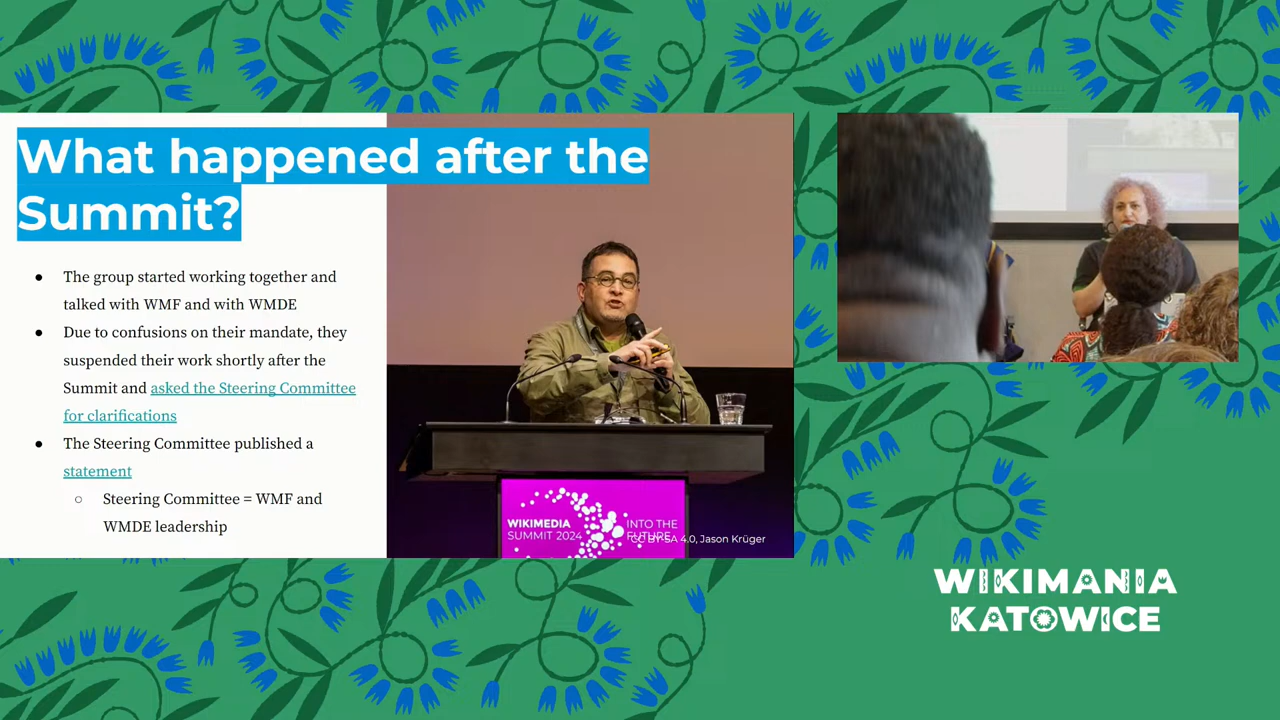 What happened after the
Summit?
● The group started working together and
talked with WMF and with WMDE
● Due to confusions on their mandate, they
suspended their work shortly after the
Summit and asked the Steering Committee
for clarifications
● The Steering Committee published a
statement
○ Steering Committee = WMF and
WMDE leadership
WIKIMEDIA
SUMMIT 2024
INTO THE
FUTURE
CC BY-SA 4.0, Jason Krüger
WIKIMANIA
KATOWICE